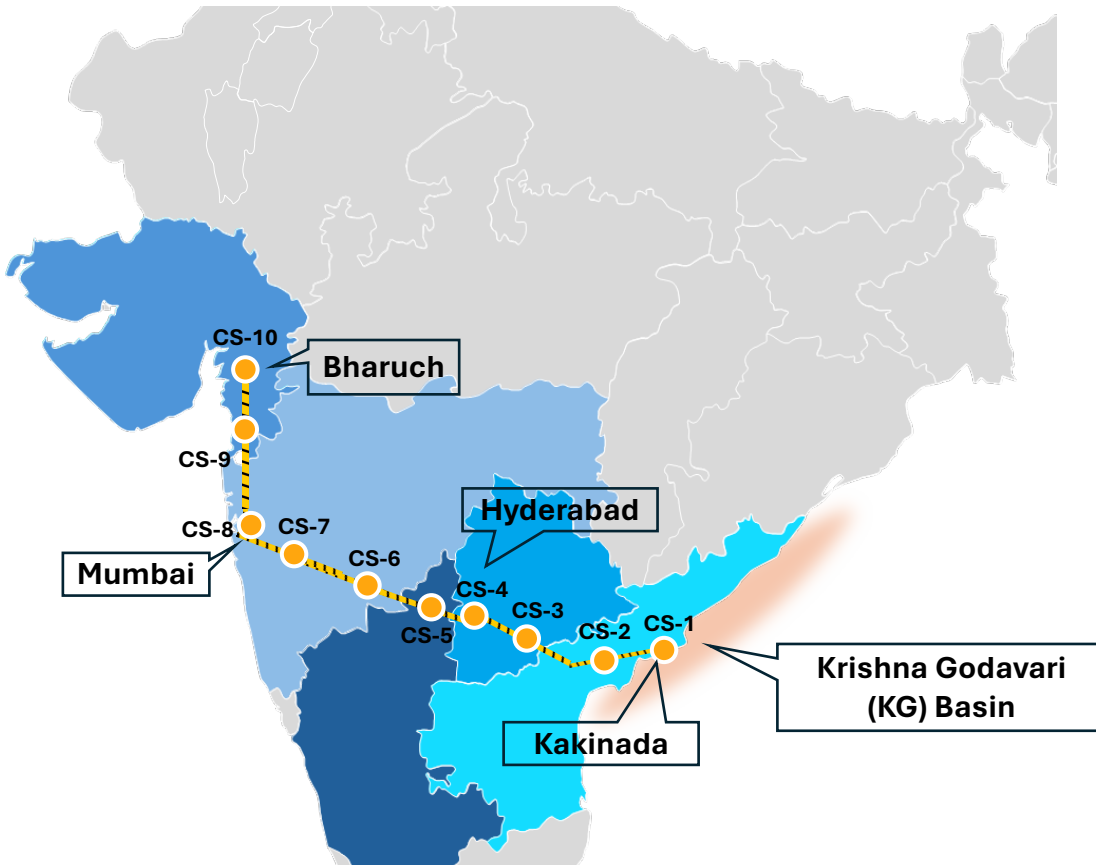 CS-10
Bharuch
CS-9
Hyderabad
CS-8
CS-7
Mumbai
CS-6
CS-4
CS-5
CS-3
CS-2
CS-1
Krishna Godavari
(KG) Basin
Kakinada